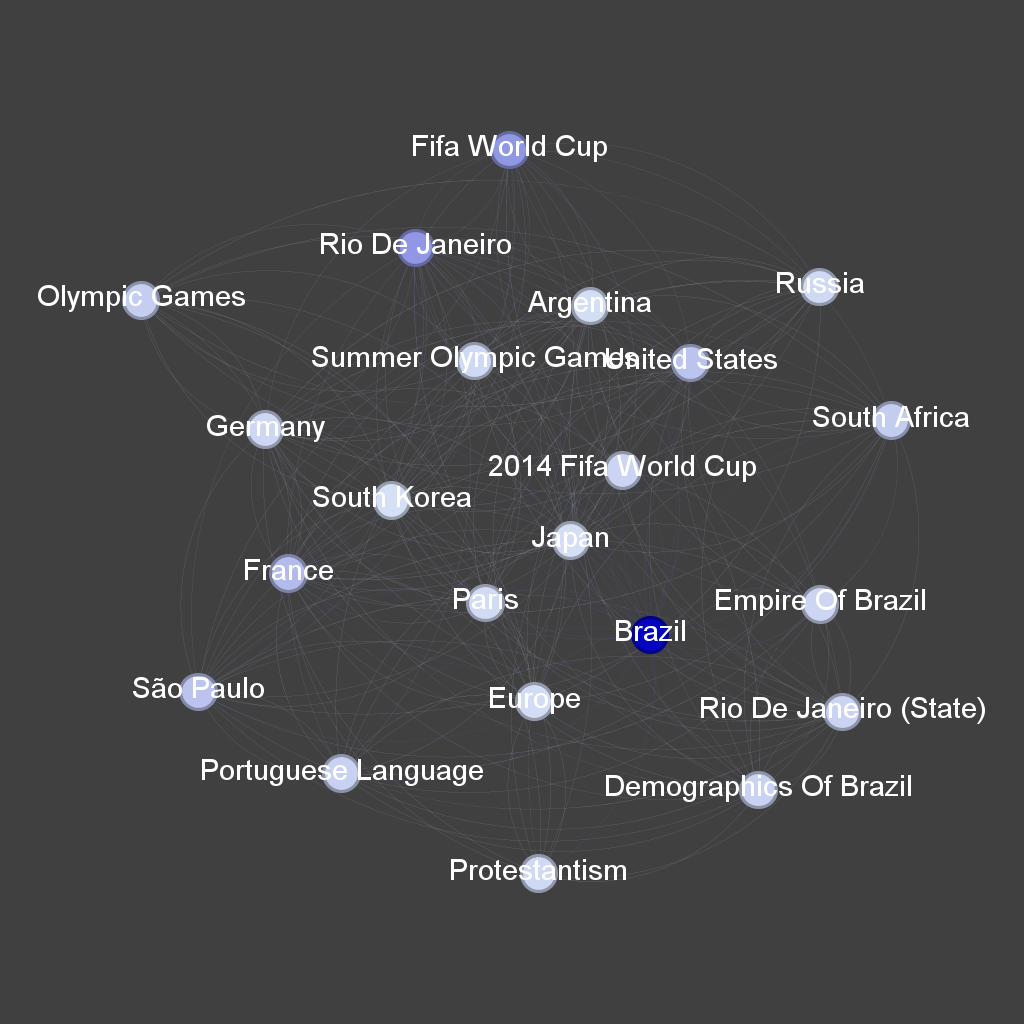 Fifa World Cup
Rio De Janeiro
Russia
Olympic Games
Argentina
Summer Olympic Games
United States
South Africa
Germany
2014 Fifa World Cup
South Korea
Japan
France
Paris
Empire Of Brazil
Brazil
São Paulo
Europe
Rio De Janeiro (State)
Portuguese Language
Demographics Of Brazil
Protestantism